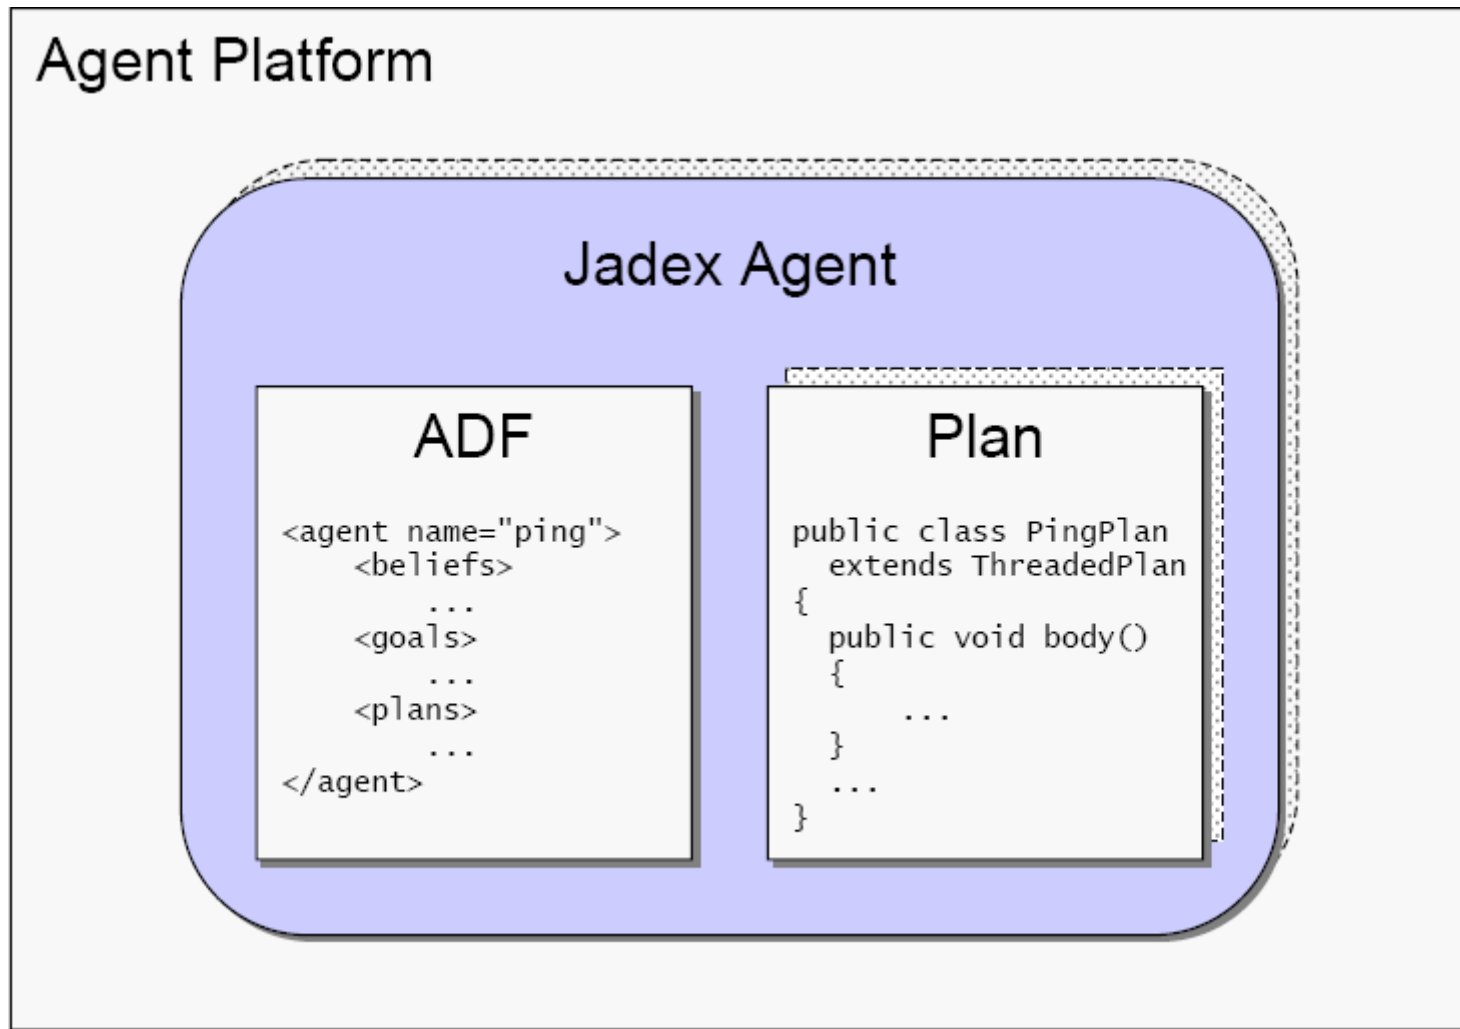 Agent Platform
Jadex Agent
ADF
<agent name="ping">
    <beliefs>
        ...
    <goals>
        ...
    <plans>
        ...
</agent>
Plan
public class PingPlan
  extends ThreadedPlan
{
  public void body()
  {
      ...
  }
  ...
}